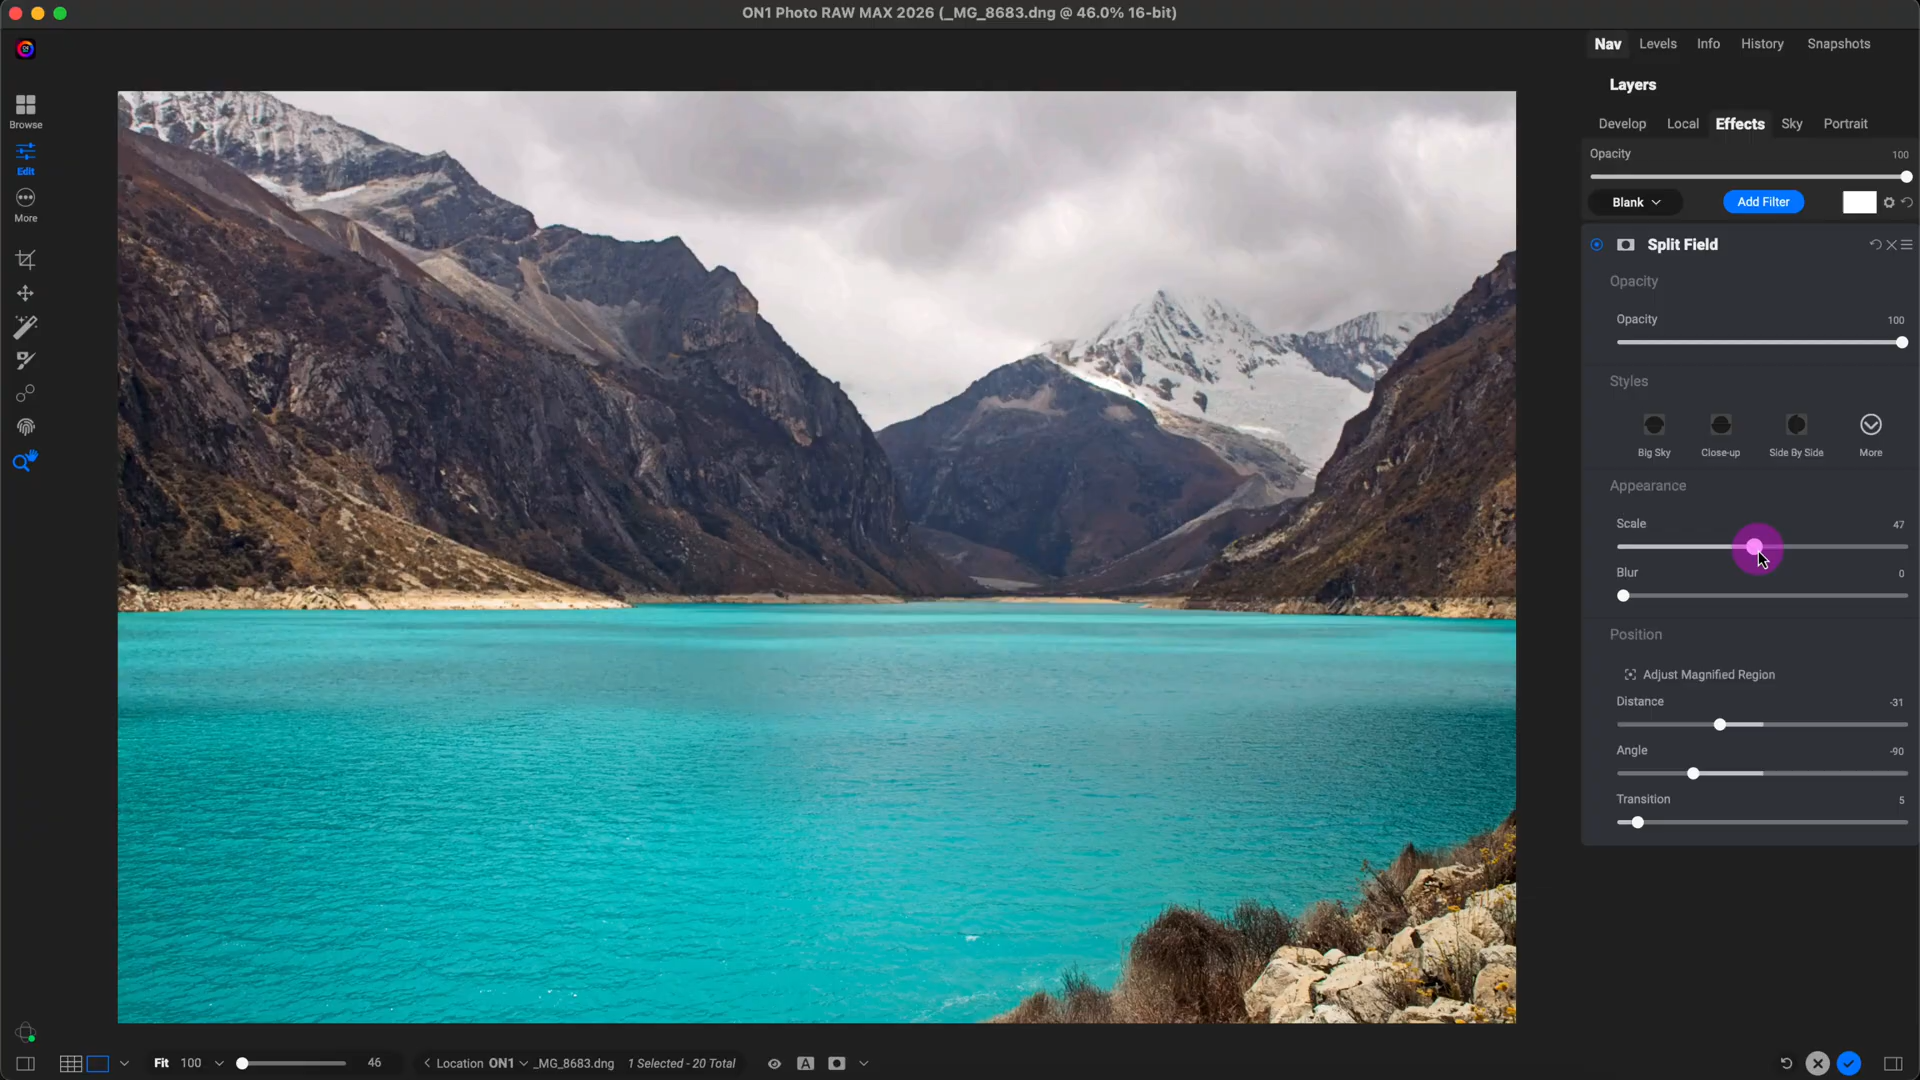 ON1 Photo RAW MAX 2026 (_MG_8683.dng @ 46.0% 16-bit)
Nav Levels Info History Snapshots
Layers
Browse
Develop Local Effects Sky Portrait
Opacity 100
Edit
Blank Add Filter
More
Split Field
Opacity
Opacity 100
Styles
Big Sky Close-up Side By Side More
Appearance
Scale 47
Blur 0
Position
Adjust Magnified Region
Distance -31
Angle -90
Transition 5
Fit 100 46 Location ON1 _MG_8683.dng 1 Selected - 20 Total A